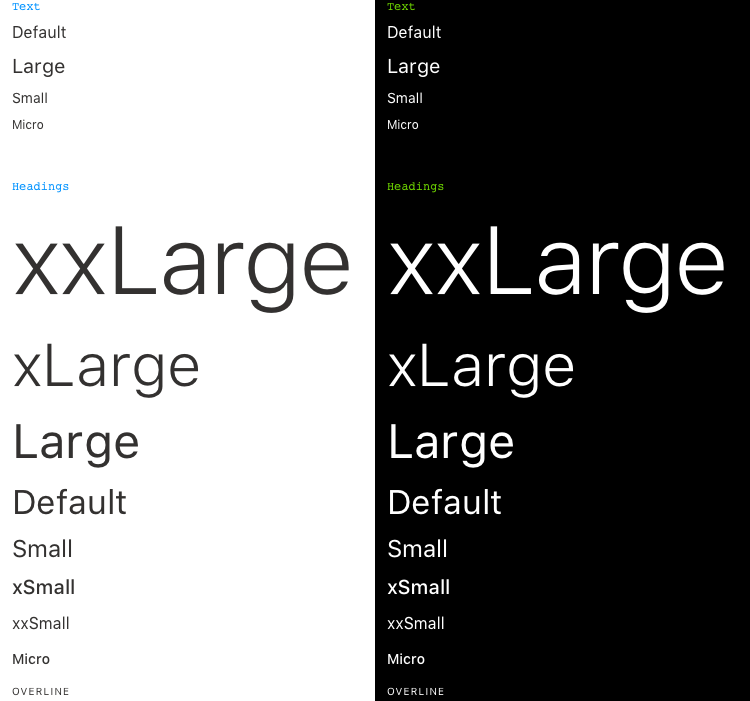 Text
Default
Large
Small
Micro
Headings
xxLarge
xLarge
Large
Default
Small
xSmall
xxSmall
Micro
OVERLINE
Text
Default
Large
Small
Micro
Headings
xxLarge
xLarge
Large
Default
Small
xSmall
xxSmall
Micro
OVERLINE